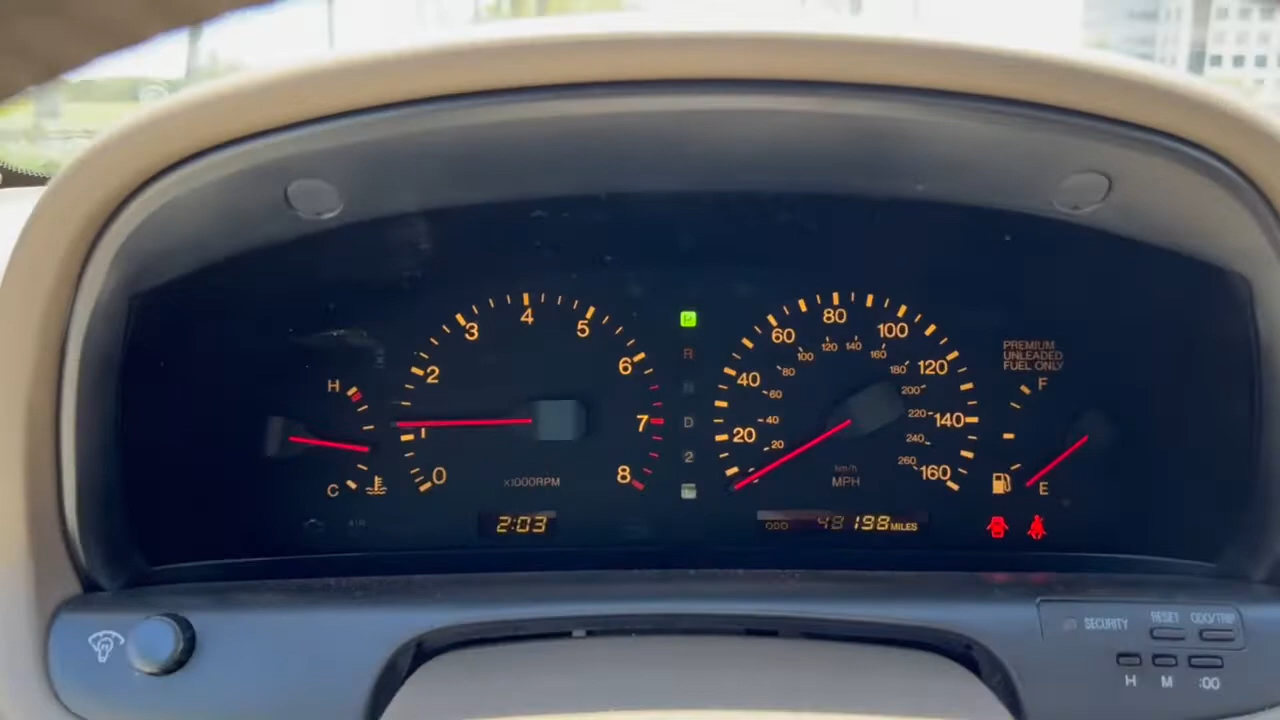 H
C
AIR
0
1
2
3
4
5
6
7
8
x1000RPM
2:03
P
R
N
D
2
20
40
60
80
100
120
140
160
20
40
60
80
100
120
140
160
180
200
220
240
260
km/h
MPH
ODO 48198 MILES
PREMIUM
UNLEADED
FUEL ONLY
F
E
SECURITY
RESET ODO/TRIP
H M :00